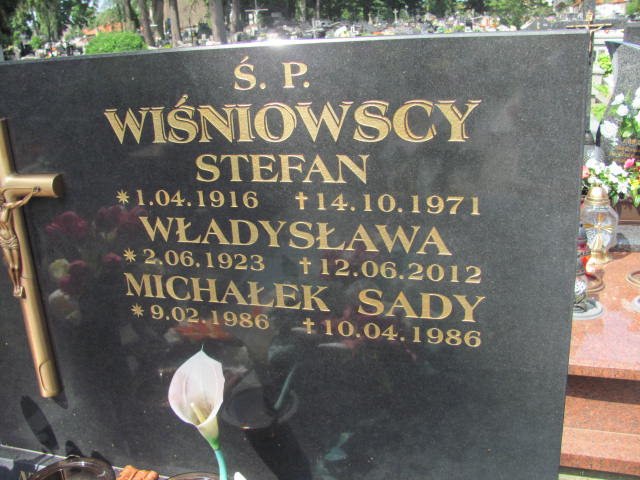 Ś. P.
WIŚNIOWSCY
STEFAN
* 1.04.1916 † 14.10.1971
WŁADYSŁAWA
* 2.06.1923 † 12.06.2012
MICHAŁEK SADY
* 9.02.1986 † 10.04.1986